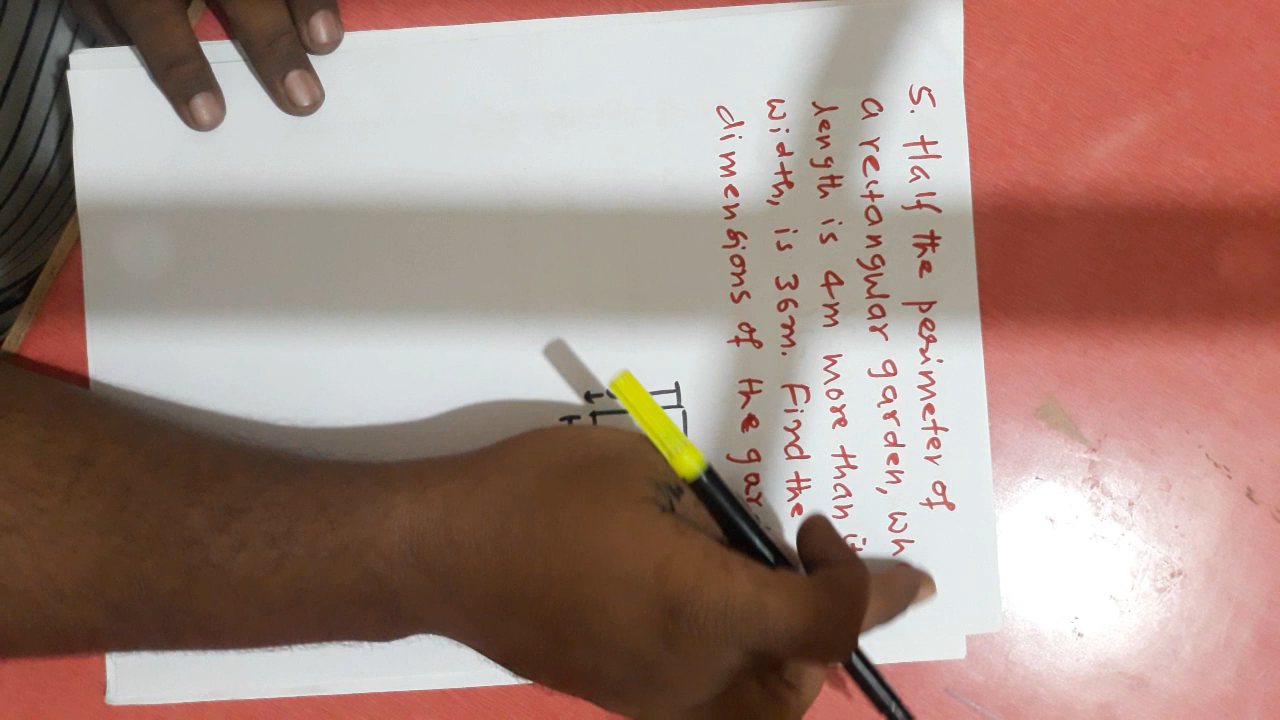 5. Half the perimeter of
a rectangular garden, wh
length is 4m more than it
width, is 36m. Find the
dimensions of the gar